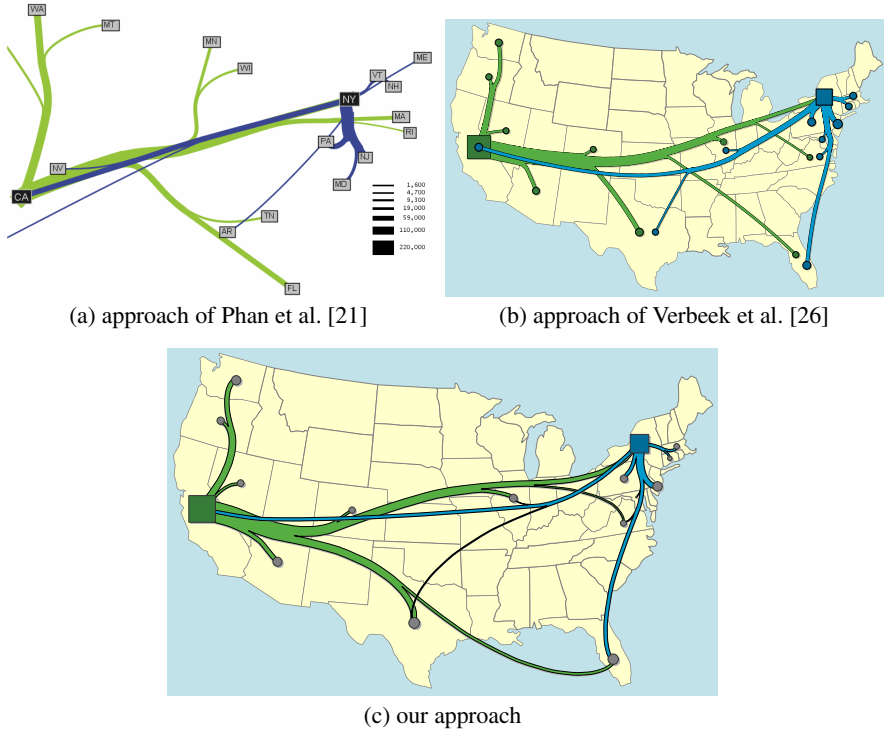 WA
MT
MN
WI
ME
VT
NH
NY
MA
RI
PA
NJ
NV
MD
CA
TN
AR
FL
1,600
4,700
9,300
19,000
59,000
110,000
220,000
(a) approach of Phan et al. [21]
(b) approach of Verbeek et al. [26]
(c) our approach